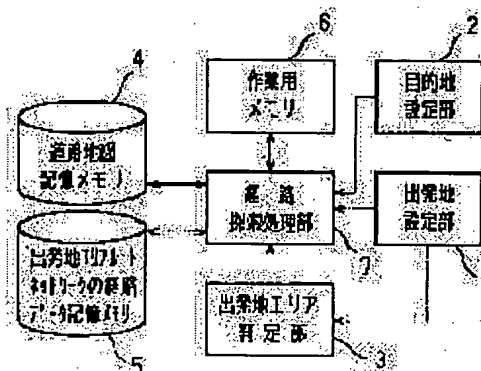 6
作業用
メモリ
2
目的地
設定部
4
道路地図
記憶メモリ
経路
探索処理部
7
出発地
設定部
出発地エリアルート
ネットワークの経路
データ記憶メモリ
5
出発地エリア
判定部
3